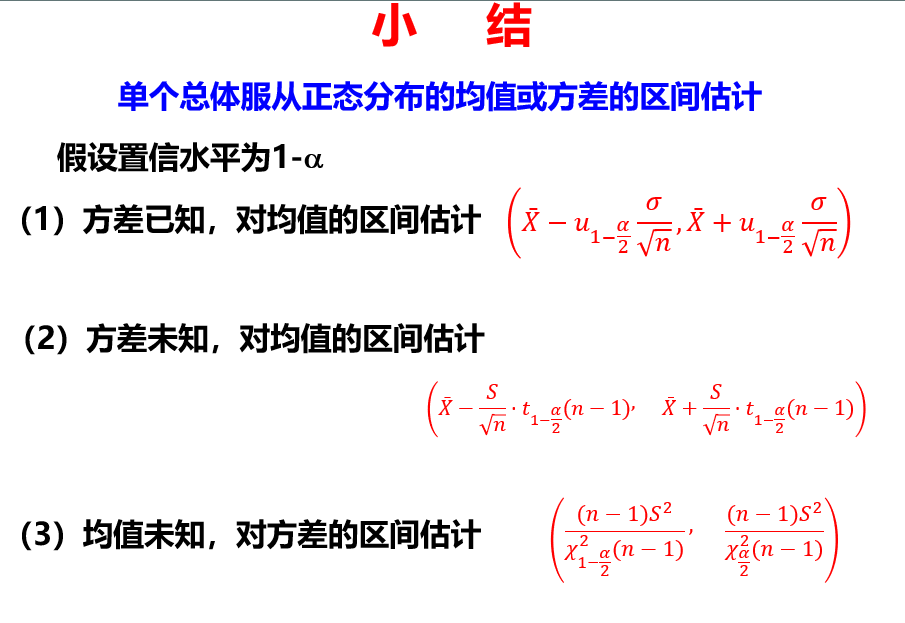 小 结
单个总体服从正态分布的均值或方差的区间估计
假设置信水平为1-α
（1）方差已知，对均值的区间估计 $\left(\bar{X}-u_{1-\frac{\alpha}{2}}\frac{\sigma}{\sqrt{n}},\bar{X}+u_{1-\frac{\alpha}{2}}\frac{\sigma}{\sqrt{n}}\right)$
（2）方差未知，对均值的区间估计
$\left(\bar{X}-\frac{S}{\sqrt{n}}\cdot t_{1-\frac{\alpha}{2}}(n-1),\quad \bar{X}+\frac{S}{\sqrt{n}}\cdot t_{1-\frac{\alpha}{2}}(n-1)\right)$
（3）均值未知，对方差的区间估计 $\left(\frac{(n-1)S^2}{\chi^2_{1-\frac{\alpha}{2}}(n-1)},\quad \frac{(n-1)S^2}{\chi^2_{\frac{\alpha}{2}}(n-1)}\right)$